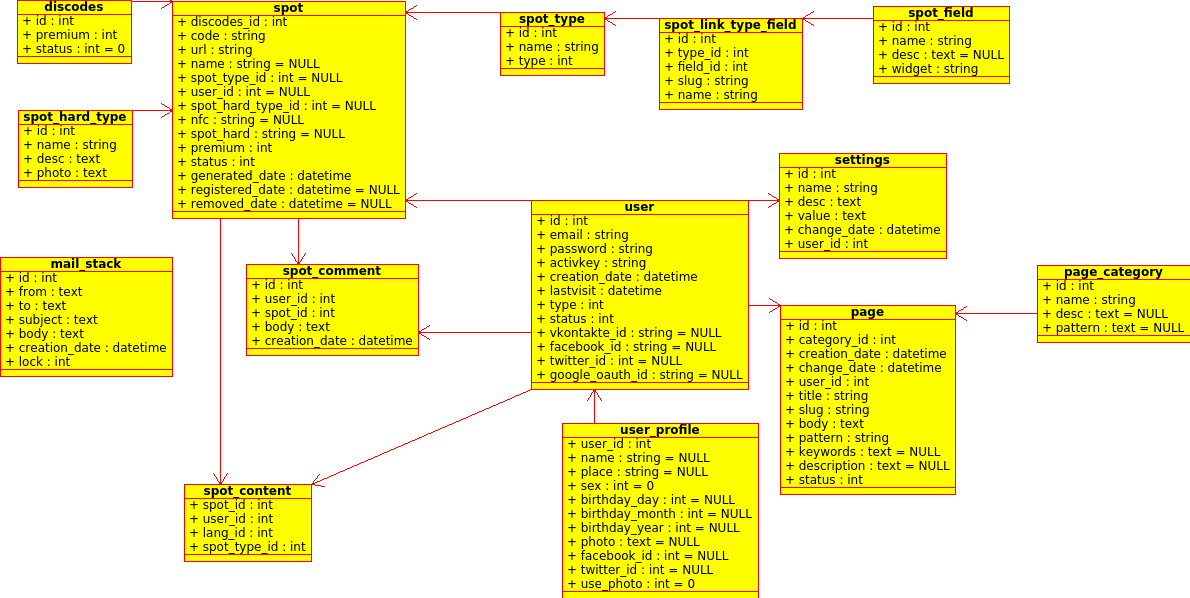 discodes
+ id : int
+ premium : int
+ status : int = 0
spot
+ discodes_id : int
+ code : string
+ url : string
+ name : string = NULL
+ spot_type_id : int = NULL
+ user_id : int = NULL
+ spot_hard_type_id : int = NULL
+ nfc : string = NULL
+ spot_hard : string = NULL
+ premium : int
+ status : int
+ generated_date : datetime
+ registered_date : datetime = NULL
+ removed_date : datetime = NULL
spot_type
+ id : int
+ name : string
+ type : int
spot_link_type_field
+ id : int
+ type_id : int
+ field_id : int
+ slug : string
+ name : string
spot_field
+ id : int
+ name : string
+ desc : text = NULL
+ widget : string
spot_hard_type
+ id : int
+ name : string
+ desc : text
+ photo : text
settings
+ id : int
+ name : string
+ desc : text
+ value : text
+ change_date : datetime
+ user_id : int
user
+ id : int
+ email : string
+ password : string
+ activkey : string
+ creation_date : datetime
+ lastvisit : datetime
+ type : int
+ status : int
+ vkontakte_id : string = NULL
+ facebook_id : string = NULL
+ twitter_id : int = NULL
+ google_oauth_id : string = NULL
mail_stack
+ id : int
+ from : text
+ to : text
+ subject : text
+ body : text
+ creation_date : datetime
+ lock : int
spot_comment
+ id : int
+ user_id : int
+ spot_id : int
+ body : text
+ creation_date : datetime
page_category
+ id : int
+ name : string
+ desc : text = NULL
+ pattern : text = NULL
page
+ id : int
+ category_id : int
+ creation_date : datetime
+ change_date : datetime
+ user_id : int
+ title : string
+ slug : string
+ body : text
+ pattern : string
+ keywords : text = NULL
+ description : text = NULL
+ status : int
user_profile
+ user_id : int
+ name : string = NULL
+ place : string = NULL
+ sex : int = 0
+ birthday_day : int = NULL
+ birthday_month : int = NULL
+ birthday_year : int = NULL
+ photo : text = NULL
+ facebook_id : int = NULL
+ twitter_id : int = NULL
+ use_photo : int = 0
spot_content
+ spot_id : int
+ user_id : int
+ lang_id : int
+ spot_type_id : int